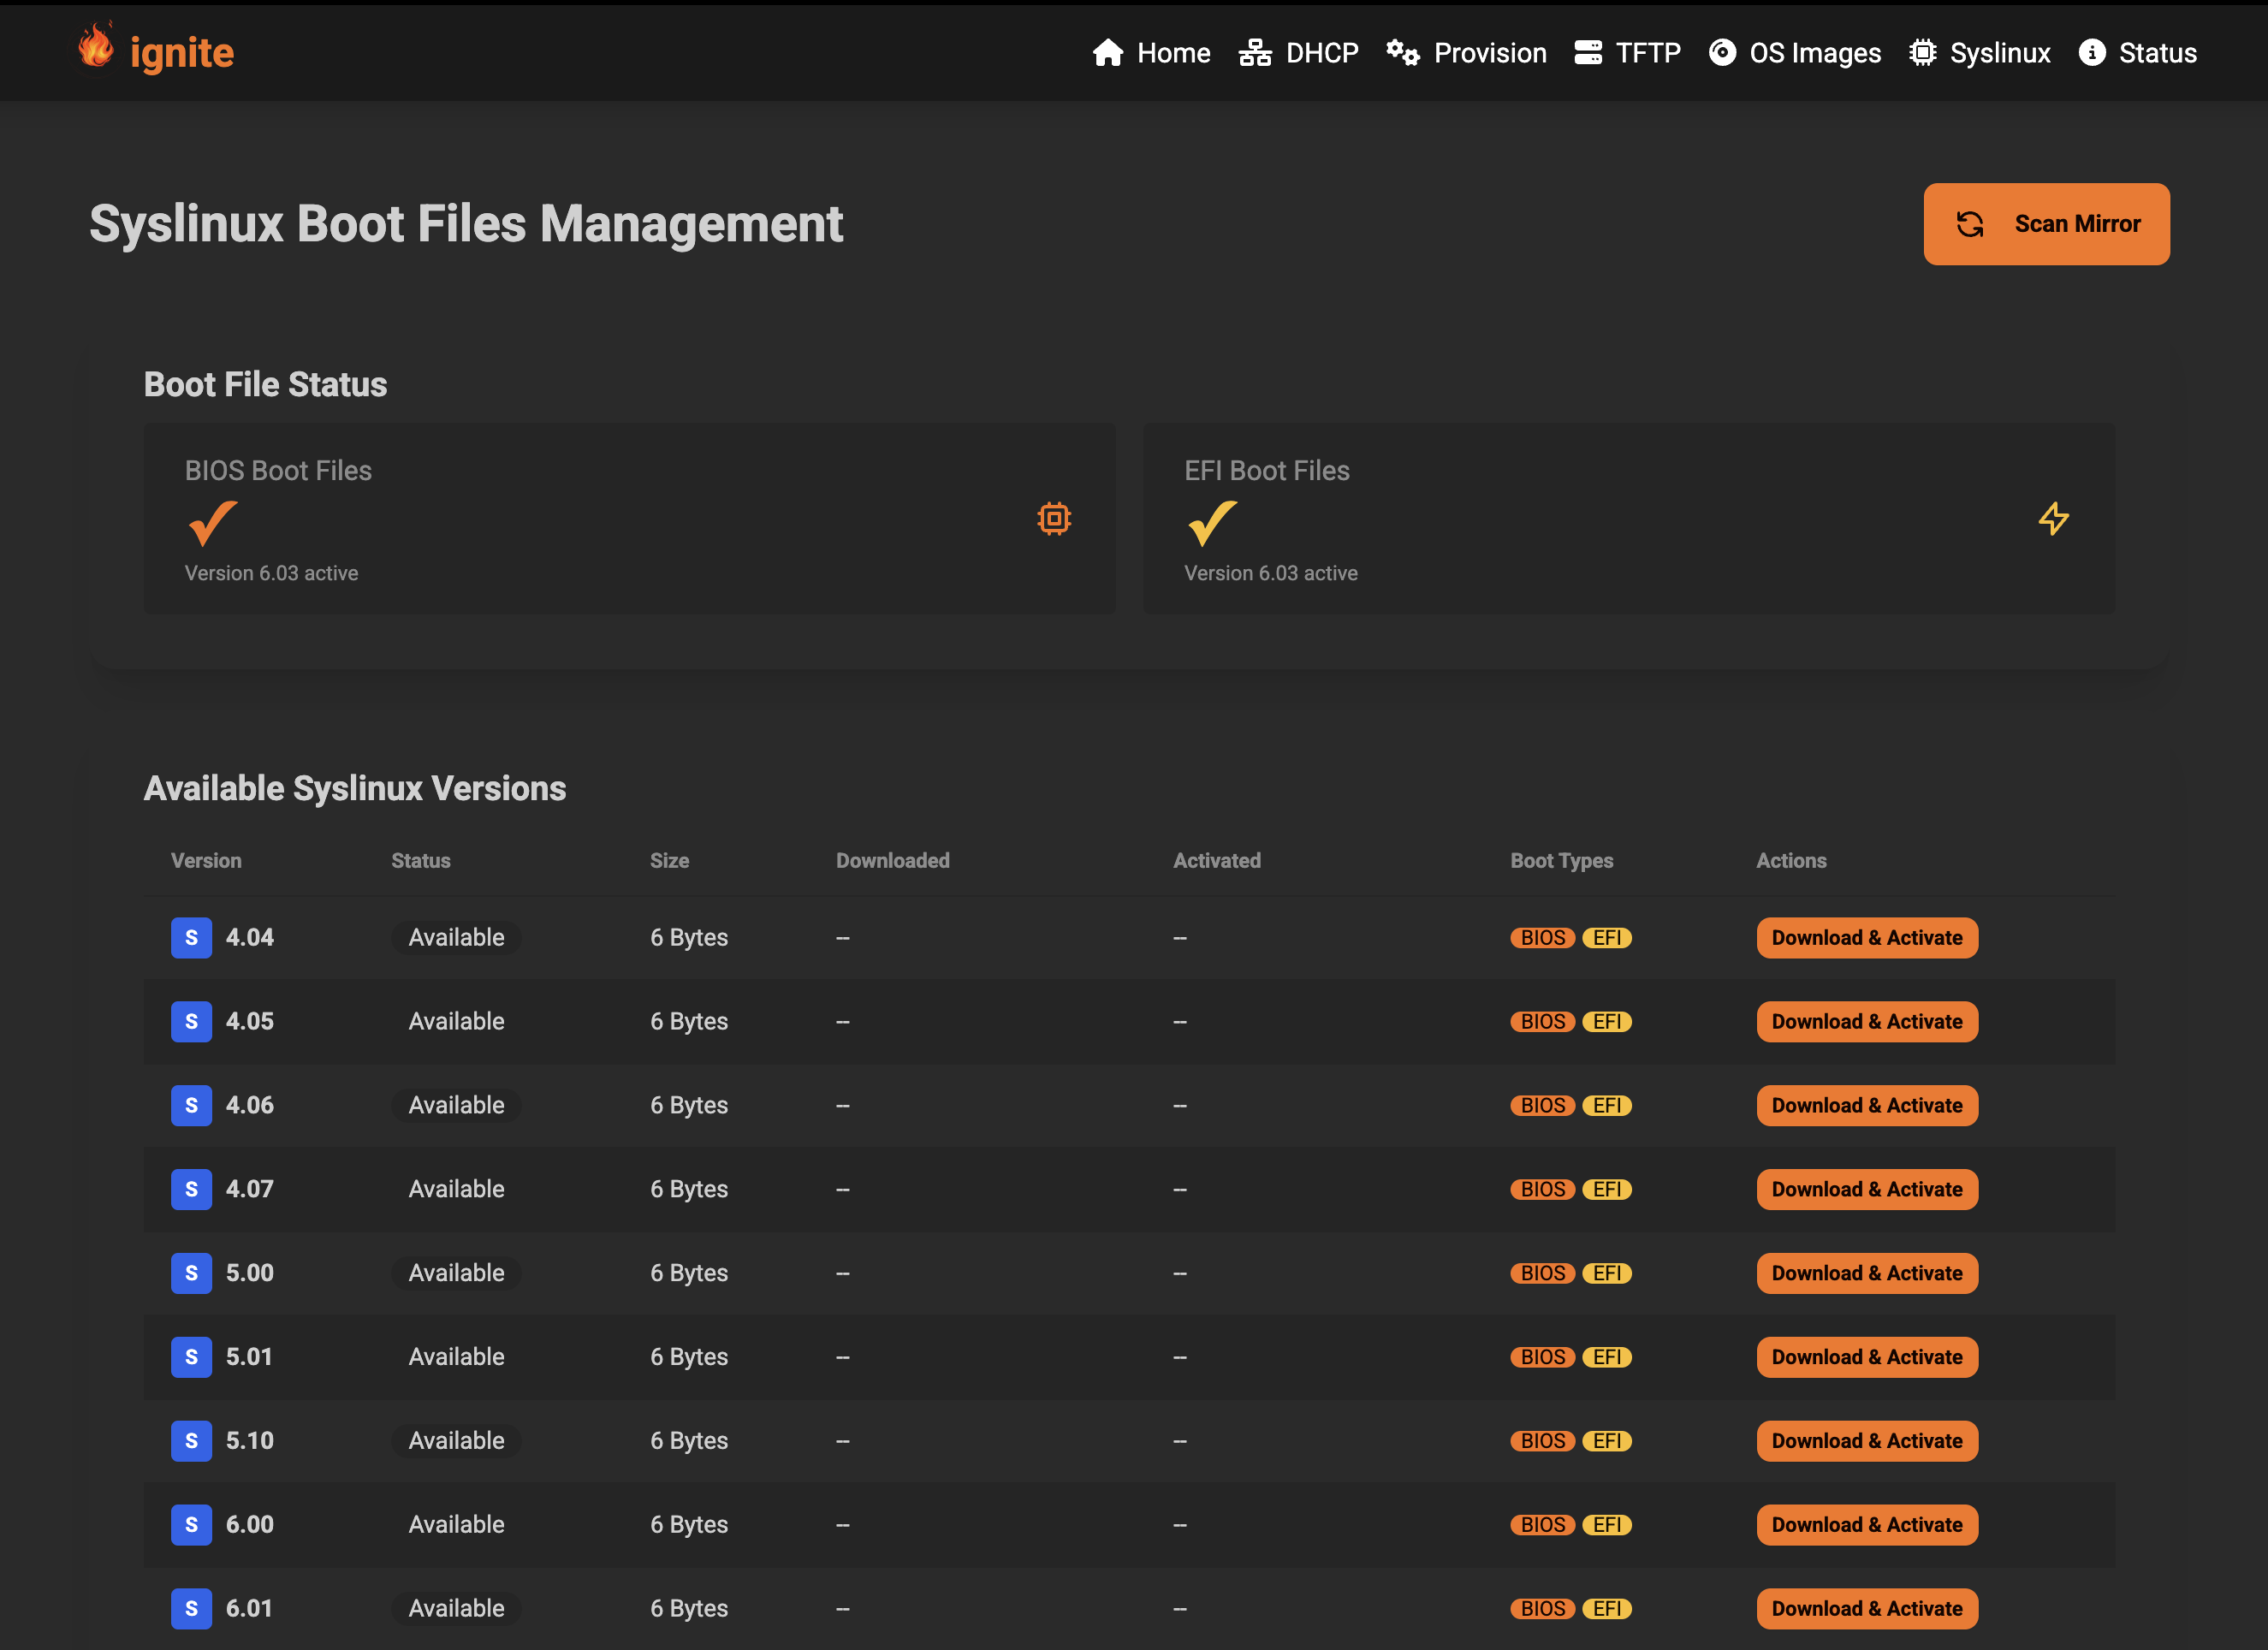 ignite
Home DHCP Provision TFTP OS Images Syslinux Status
Syslinux Boot Files Management
Scan Mirror
Boot File Status
BIOS Boot Files
Version 6.03 active
EFI Boot Files
Version 6.03 active
Available Syslinux Versions
Version Status Size Downloaded Activated Boot Types Actions
S 4.04 Available 6 Bytes -- -- BIOS EFI Download & Activate
S 4.05 Available 6 Bytes -- -- BIOS EFI Download & Activate
S 4.06 Available 6 Bytes -- -- BIOS EFI Download & Activate
S 4.07 Available 6 Bytes -- -- BIOS EFI Download & Activate
S 5.00 Available 6 Bytes -- -- BIOS EFI Download & Activate
S 5.01 Available 6 Bytes -- -- BIOS EFI Download & Activate
S 5.10 Available 6 Bytes -- -- BIOS EFI Download & Activate
S 6.00 Available 6 Bytes -- -- BIOS EFI Download & Activate
S 6.01 Available 6 Bytes -- -- BIOS EFI Download & Activate